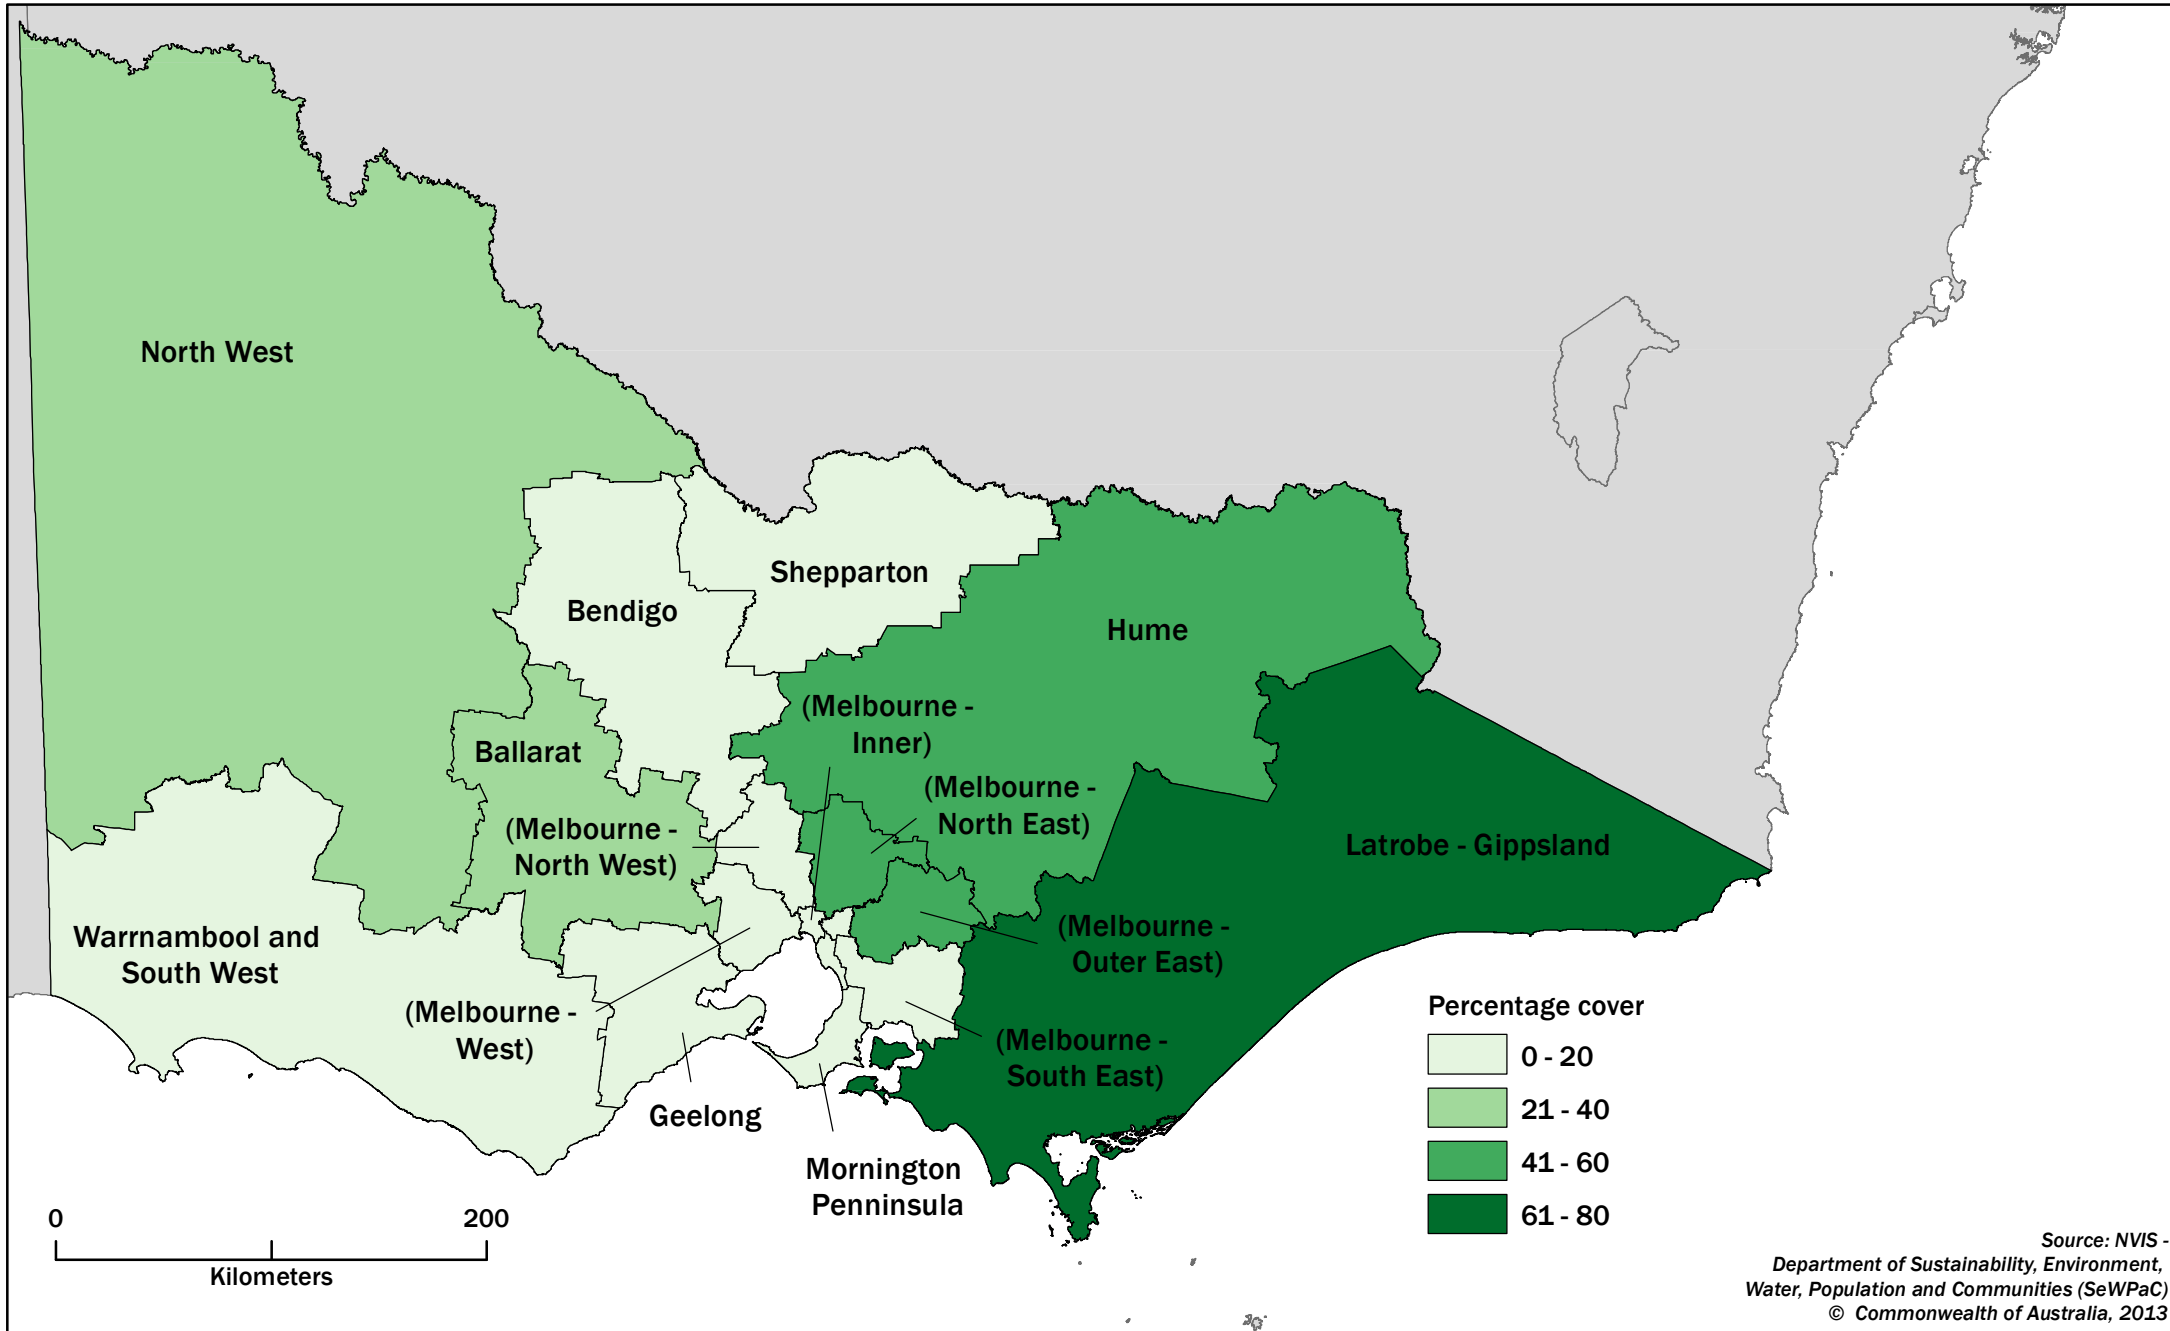 North West
Shepparton
Bendigo
Hume
(Melbourne -
Inner)
Ballarat
(Melbourne -
North East)
(Melbourne -
North West)
Latrobe - Gippsland
Warrnambool and
South West
(Melbourne -
Outer East)
(Melbourne -
West)
(Melbourne -
South East)
Geelong
Mornington
Penninsula
Percentage cover
0 - 20
21 - 40
41 - 60
61 - 80
0 200
Kilometers
Source: NVIS -
Department of Sustainability, Environment,
Water, Population and Communities (SeWPaC)
© Commonwealth of Australia, 2013